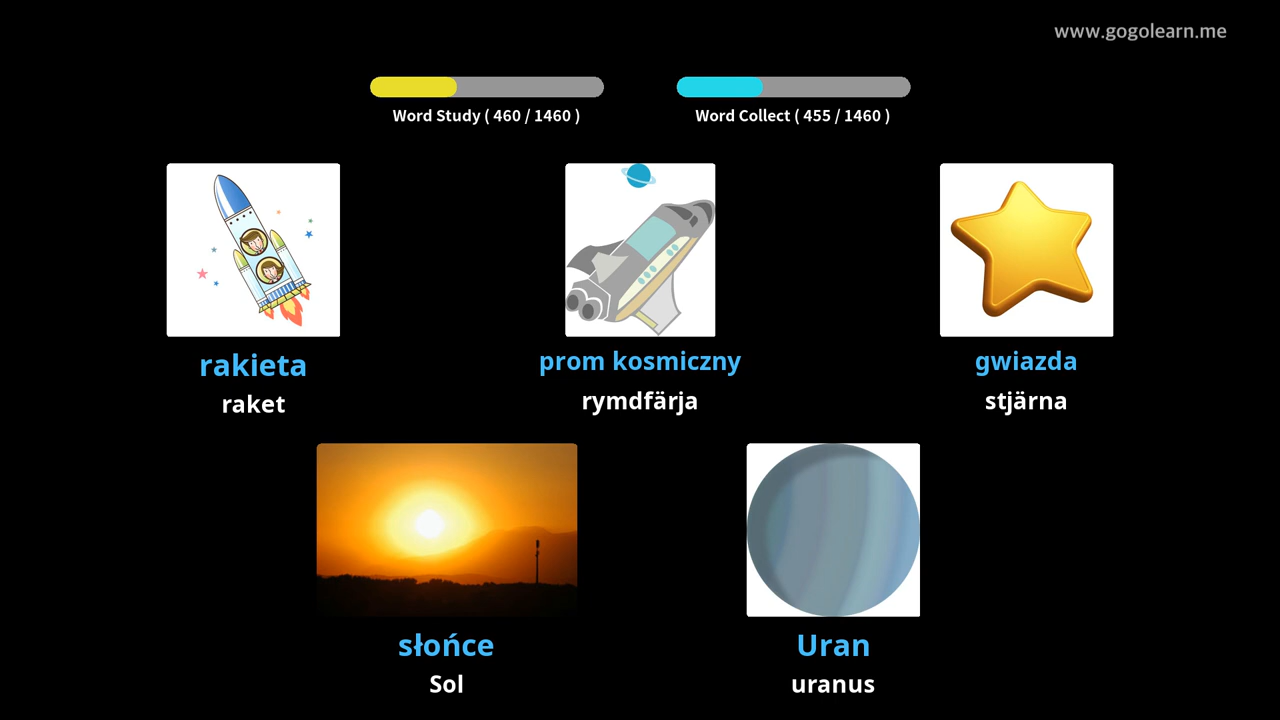 www.gogolearn.me
Word Study ( 460 / 1460 )
Word Collect ( 455 / 1460 )
rakieta
raket
prom kosmiczny
rymdfärja
gwiazda
stjärna
słońce
Sol
Uran
uranus